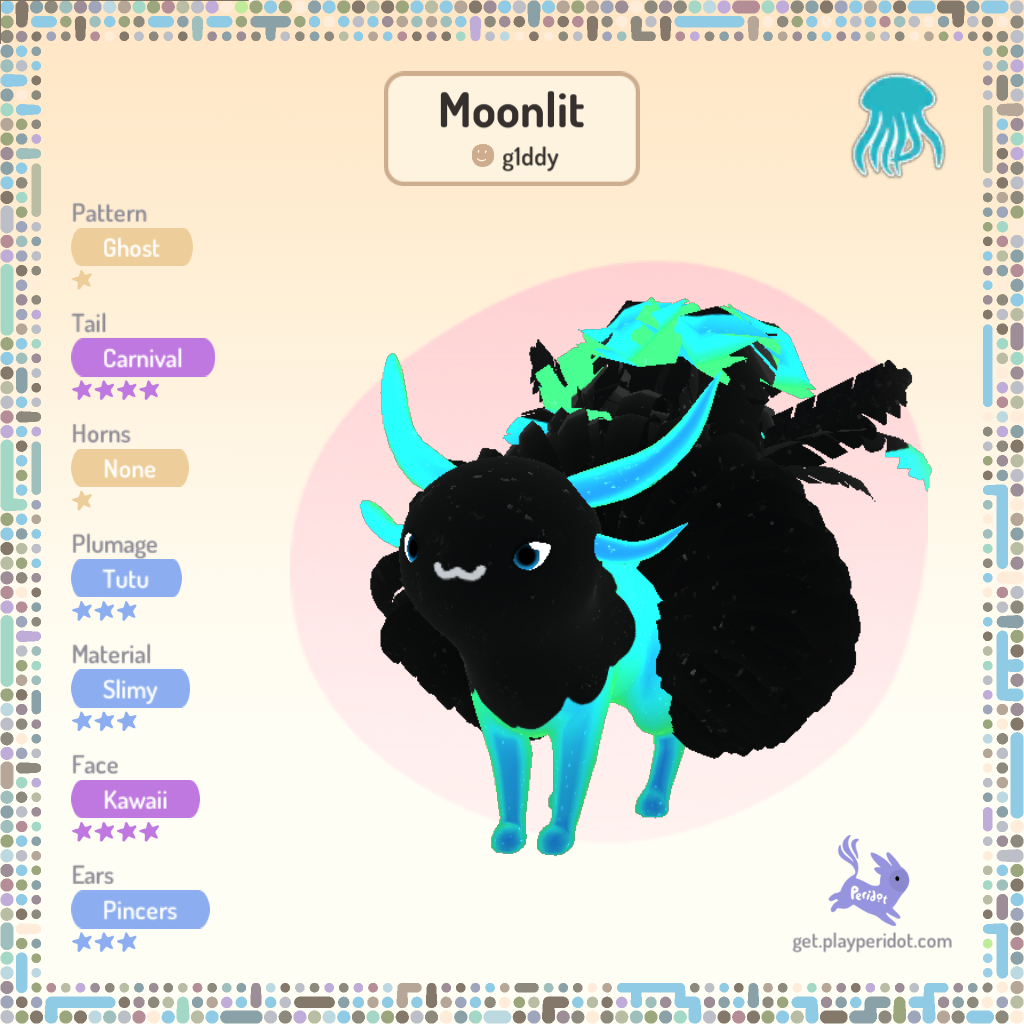 Moonlit
g1ddy
Pattern
Ghost
Tail
Carnival
Horns
None
Plumage
Tutu
Material
Slimy
Face
Kawaii
Ears
Pincers
Peridot
get.playperidot.com